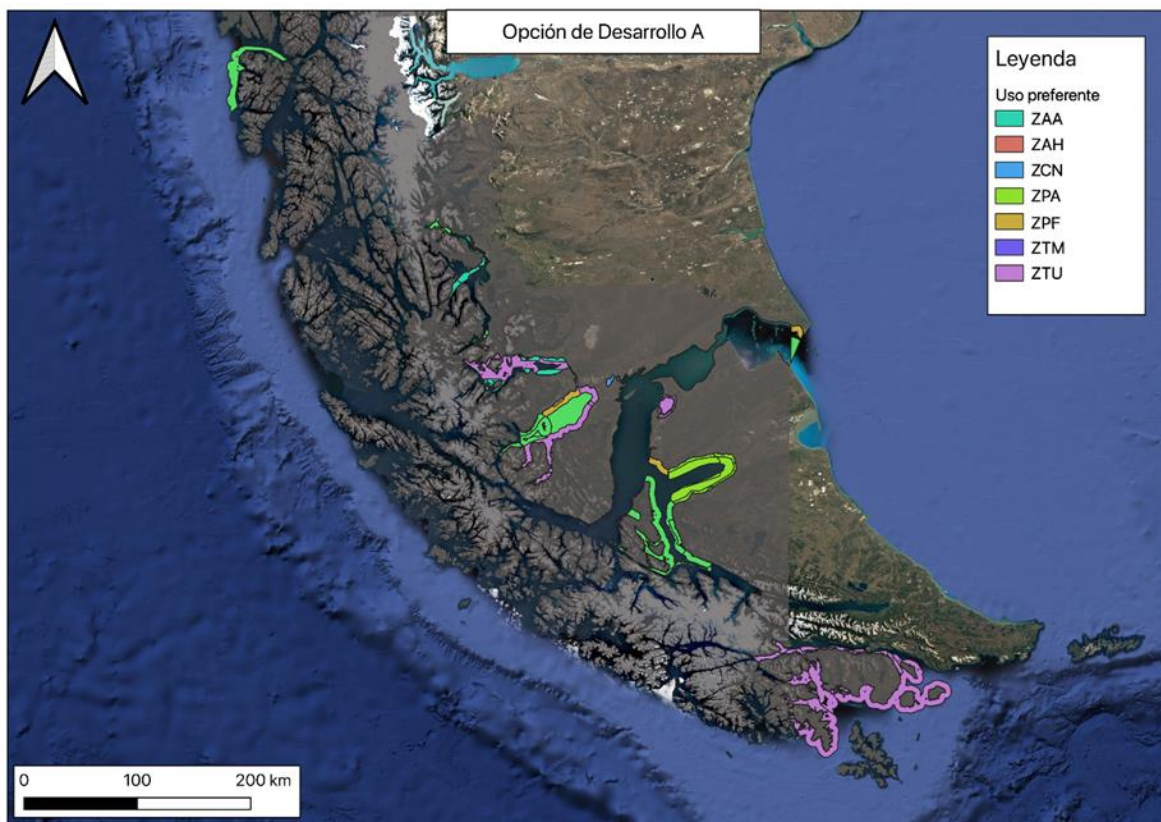 Opción de Desarrollo A
Leyenda
Uso preferente
ZAA
ZAH
ZCN
ZPA
ZPF
ZTM
ZTU
0 100 200 km